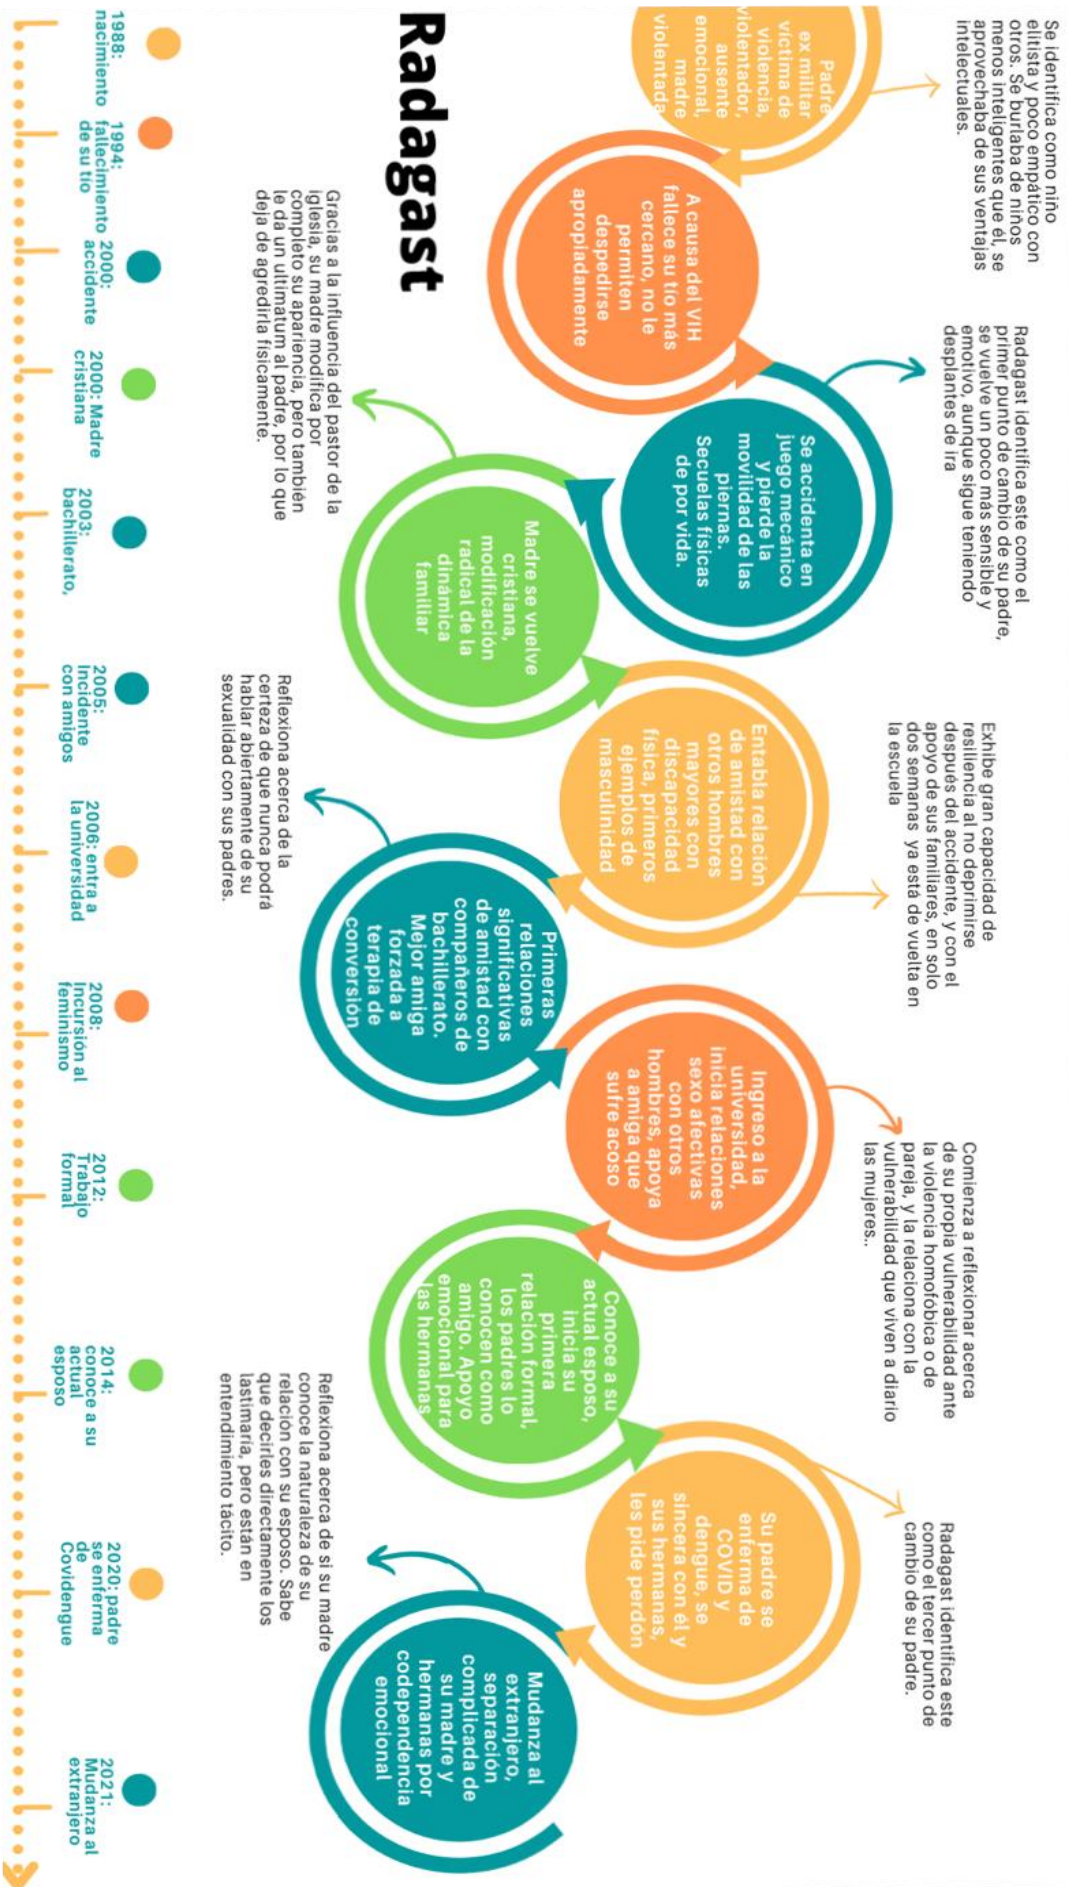 Radagast
Se identifica como niño
elitista y poco empático con
otros. Se burlaba de niños
menos inteligentes que él, se
aprovechaba de sus ventajas
intelectuales.
Padre
ex militar
víctima de
violencia,
violentador,
ausente
emocional,
madre
violentada
A causa del VIH
fallece su tío más
cercano, no le
permiten
despedirse
apropiadamente
Radagast identifica este como el
primer punto de cambio de su padre,
se vuelve un poco más sensible y
emotivo, aunque sigue teniendo
desplantes de ira
Se accidenta en
juego mecánico
y pierde la
movilidad de las
piernas.
Secuelas físicas
de por vida.
Gracias a la influencia del pastor de la
iglesia, su madre modifica por
completo su apariencia, pero también
le da un ultimatum al padre, por lo que
deja de agredirla físicamente.
Madre se vuelve
cristiana,
modificación
radical de la
dinámica
familiar
Exhibe gran capacidad de
resiliencia al no deprimirse
después del accidente, y con el
apoyo de sus familiares, en solo
dos semanas ya está de vuelta en
la escuela
Entabla relación
de amistad con
otros hombres
mayores con
discapacidad
física, primeros
ejemplos de
masculinidad
Reflexiona acerca de la
certeza de que nunca podrá
hablar abiertamente de su
sexualidad con sus padres.
Primeras
relaciones
significativas
de amistad con
compañeros de
bachillerato.
Mejor amiga
forzada a
terapia de
conversión
Comienza a reflexionar acerca
de su propia vulnerabilidad ante
la violencia homofóbica o de
pareja, y la relaciona con la
vulnerabilidad que viven a diario
las mujeres..
Ingreso a la
universidad,
inicia relaciones
sexo afectivas
con otros
hombres, apoya
a amiga que
sufre acoso
Conoce a su
actual esposo,
inicia su
primera
relación formal,
los padres lo
conocen como
amigo. Apoyo
emocional para
las hermanas
Radagast identifica este
como el tercer punto de
cambio de su padre.
Su padre se
enferma de
COVID y
dengue, se
sincera con él y
sus hermanas,
les pide perdón
Reflexiona acerca de si su madre
conoce la naturaleza de su
relación con su esposo. Sabe
que decirles directamente los
lastimaría, pero están en
entendimiento tácito.
Mudanza al
extranjero,
separación
complicada de
su madre y
hermanas por
codependencia
emocional
1988:
nacimiento
1994:
fallecimiento
de su tío
2000:
accidente
2000: Madre
cristiana
2003:
bachillerato,
2005:
Incidente
con amigos
2006: entra a
la universidad
2008:
Incursión al
feminismo
2012:
Trabajo
formal
2014:
conoce a su
actual
esposo
2020: padre
se enferma
de
Covidengue
2021:
Mudanza al
extranjero